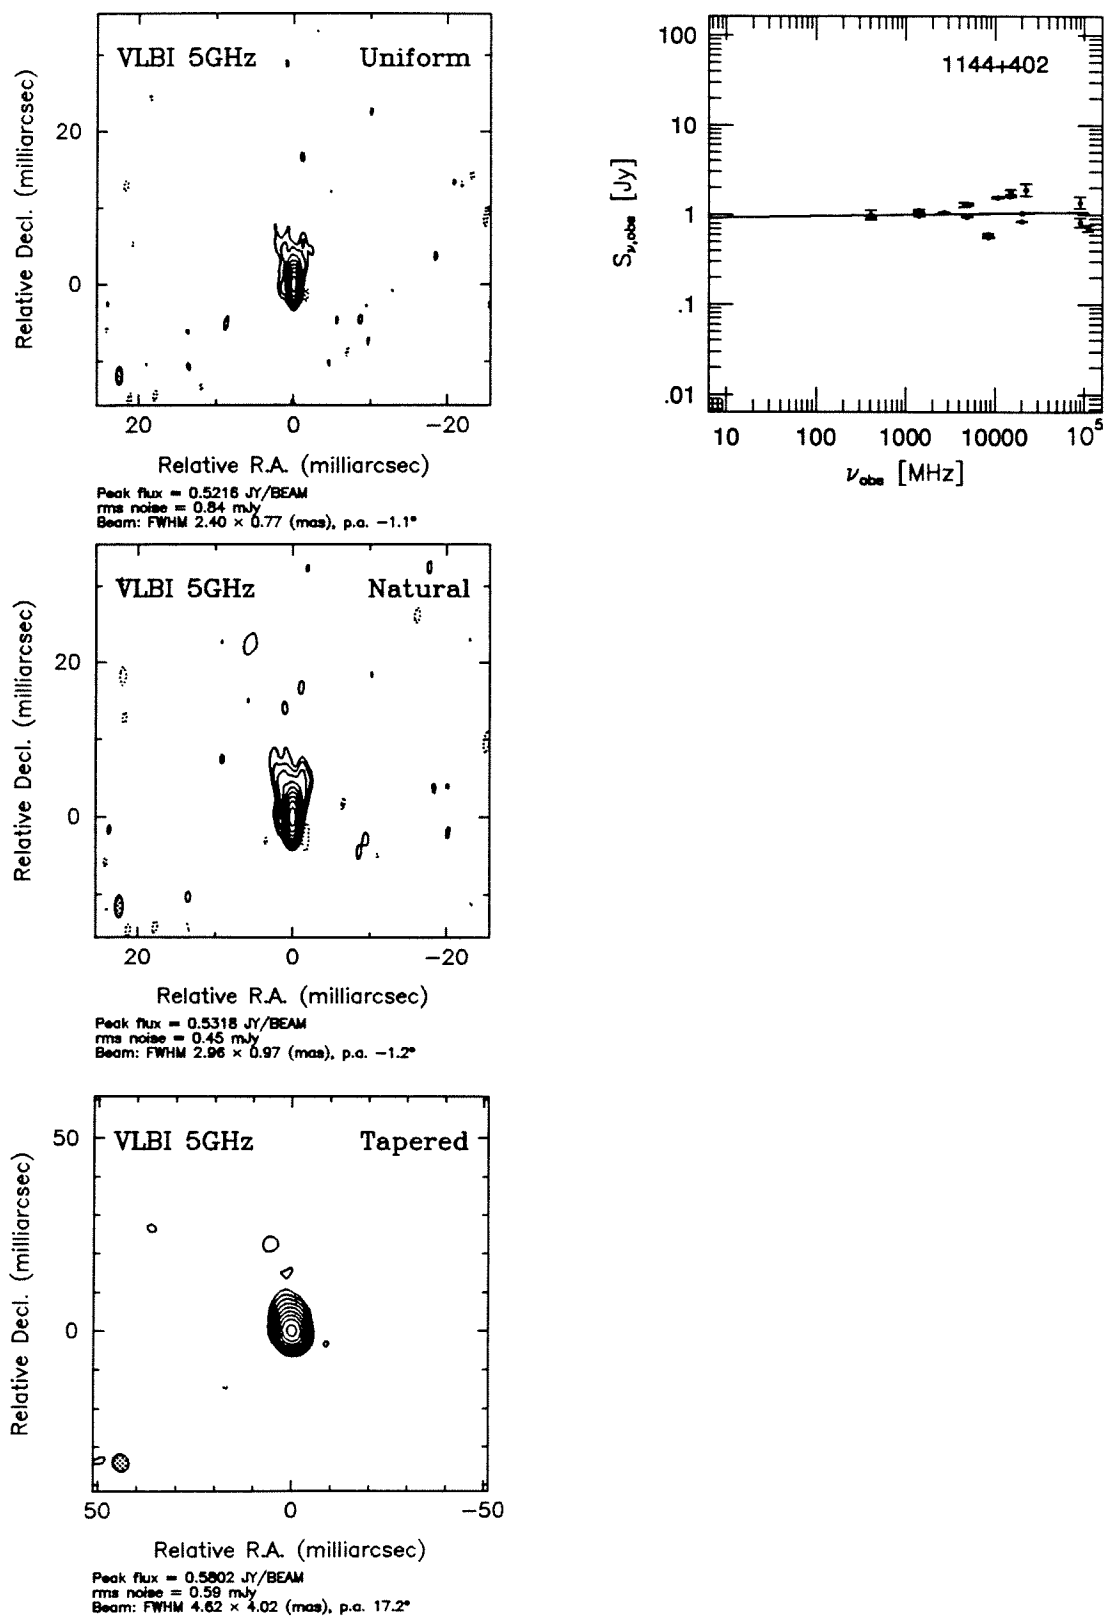 VLBI 5GHz Uniform
Relative Decl. (milliarcsec)
20
0
20 0 −20
Relative R.A. (milliarcsec)
Peak flux = 0.5216 JY/BEAM
rms noise = 0.84 mJy
Beam: FWHM 2.40 × 0.77 (mas), p.a. −1.1°
1144+402
S_ν,obs [Jy]
100
10
1
.1
.01
10 100 1000 10000 10^5
ν_obs [MHz]
VLBI 5GHz Natural
Relative Decl. (milliarcsec)
20
0
20 0 −20
Relative R.A. (milliarcsec)
Peak flux = 0.5318 JY/BEAM
rms noise = 0.45 mJy
Beam: FWHM 2.96 × 0.97 (mas), p.a. −1.2°
VLBI 5GHz Tapered
Relative Decl. (milliarcsec)
50
0
50 0 −50
Relative R.A. (milliarcsec)
Peak flux = 0.5802 JY/BEAM
rms noise = 0.59 mJy
Beam: FWHM 4.62 × 4.02 (mas), p.a. 17.2°